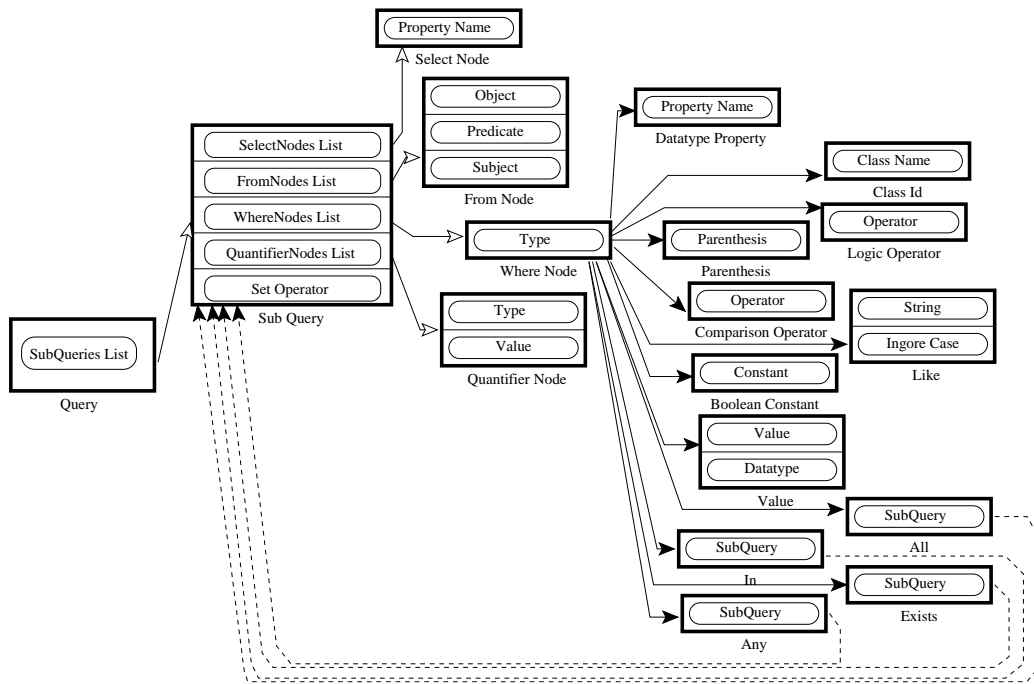 Property Name
Select Node
Object
Predicate
Subject
From Node
Property Name
Datatype Property
SelectNodes List
FromNodes List
WhereNodes List
QuantifierNodes List
Set Operator
Sub Query
Class Name
Class Id
Operator
Logic Operator
Type
Where Node
Parenthesis
Parenthesis
Operator
Comparison Operator
String
Ingore Case
Like
Type
Value
Quantifier Node
SubQueries List
Query
Constant
Boolean Constant
Value
Datatype
Value
SubQuery
All
SubQuery
In
SubQuery
Exists
SubQuery
Any